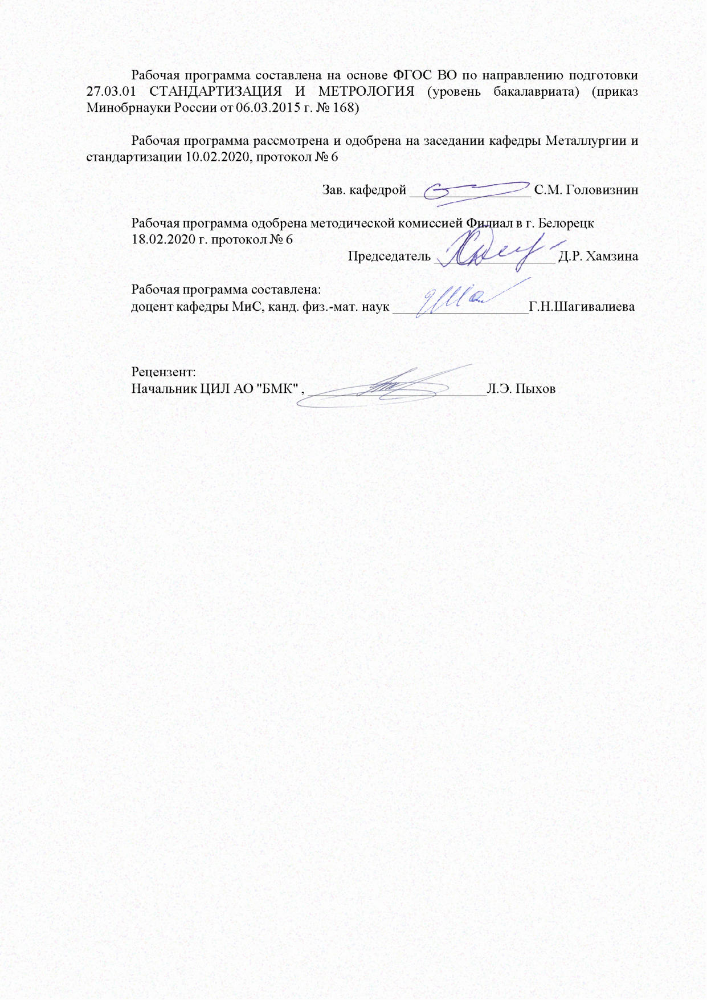 Рабочая программа составлена на основе ФГОС ВО по направлению подготовки
27.03.01 СТАНДАРТИЗАЦИЯ И МЕТРОЛОГИЯ (уровень бакалавриата) (приказ
Минобрнауки России от 06.03.2015 г. № 168)
Рабочая программа рассмотрена и одобрена на заседании кафедры Металлургии и
стандартизации 10.02.2020, протокол № 6
Зав. кафедрой _________________ С.М. Головизнин
Рабочая программа одобрена методической комиссией Филиал в г. Белорецк
18.02.2020 г. протокол № 6
Председатель _________________ Д.Р. Хамзина
Рабочая программа составлена:
доцент кафедры МиС, канд. физ.-мат. наук ___________________Г.Н.Шагивалиева
Рецензент:
Начальник ЦИЛ АО "БМК" , _________________________Л.Э. Пыхов